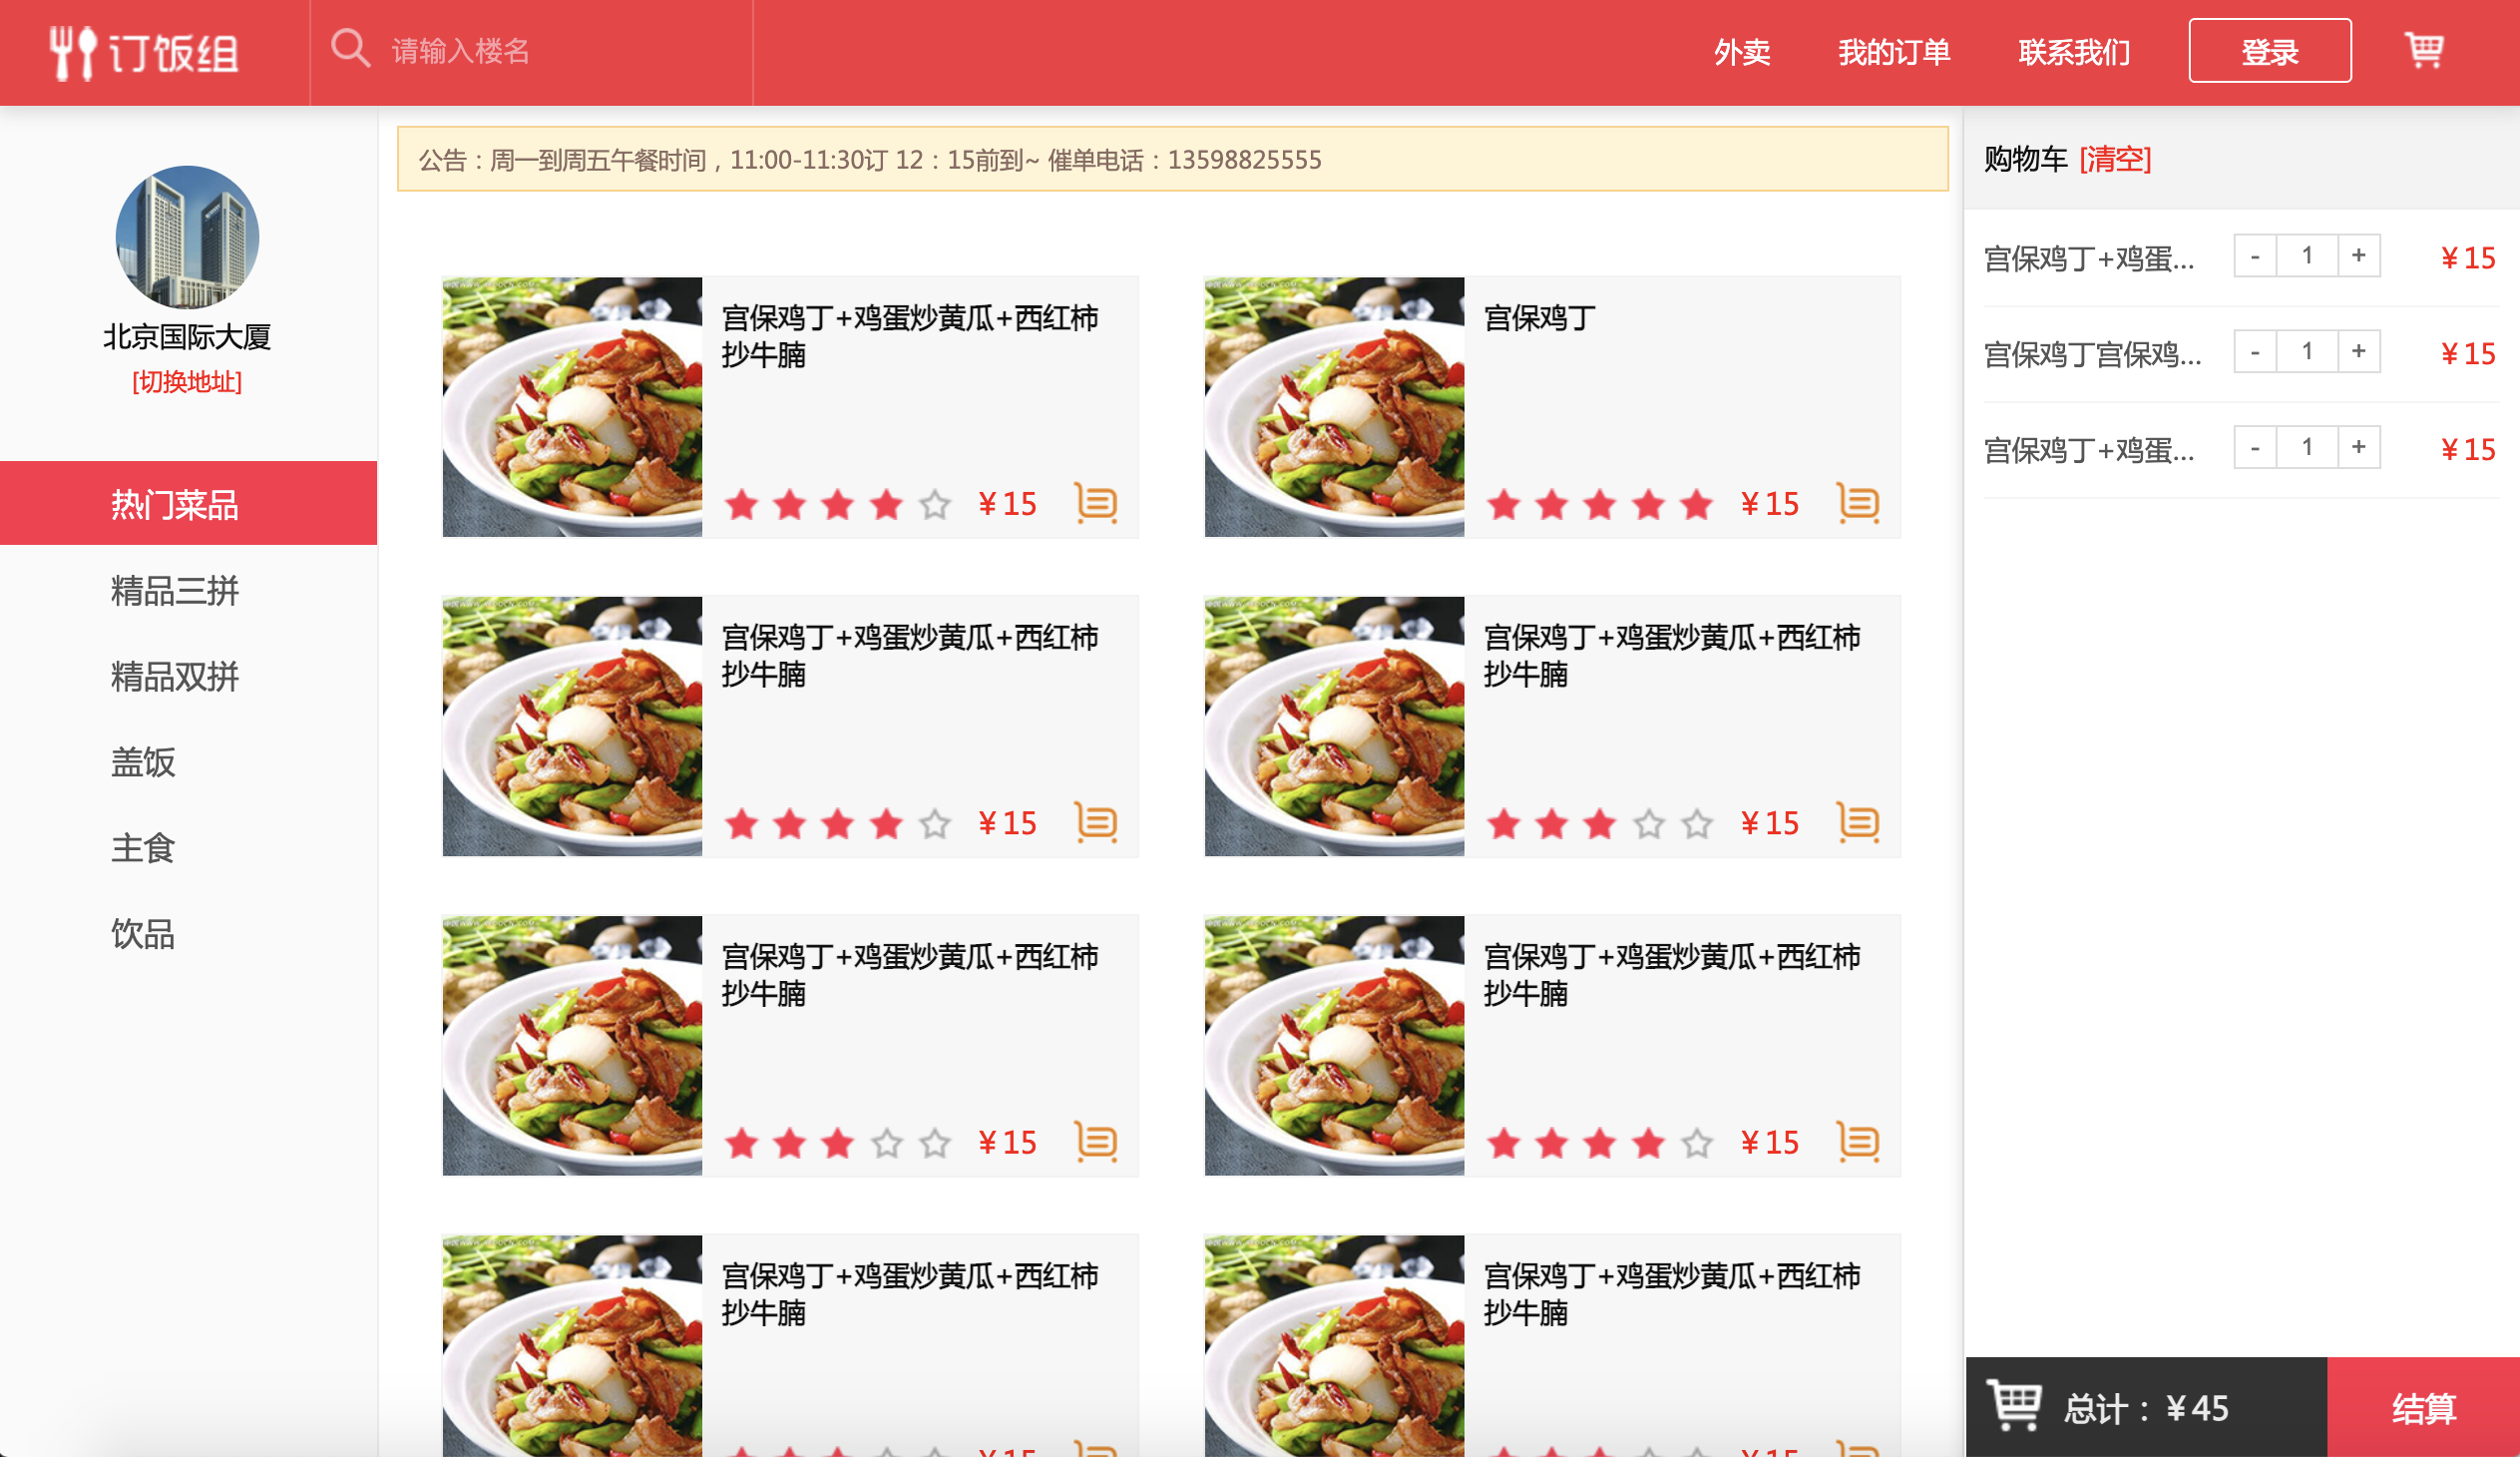 订饭组
请输入楼名
外卖
我的订单
联系我们
登录
北京国际大厦
[切换地址]
热门菜品
精品三拼
精品双拼
盖饭
主食
饮品
公告：周一到周五午餐时间，11:00-11:30订 12：15前到~ 催单电话：13598825555
宫保鸡丁+鸡蛋炒黄瓜+西红柿
抄牛腩
¥15
宫保鸡丁
¥15
宫保鸡丁+鸡蛋炒黄瓜+西红柿
抄牛腩
¥15
宫保鸡丁+鸡蛋炒黄瓜+西红柿
抄牛腩
¥15
宫保鸡丁+鸡蛋炒黄瓜+西红柿
抄牛腩
¥15
宫保鸡丁+鸡蛋炒黄瓜+西红柿
抄牛腩
¥15
宫保鸡丁+鸡蛋炒黄瓜+西红柿
抄牛腩
¥15
宫保鸡丁+鸡蛋炒黄瓜+西红柿
抄牛腩
¥15
购物车 [清空]
宫保鸡丁+鸡蛋... - 1 + ¥15
宫保鸡丁宫保鸡... - 1 + ¥15
宫保鸡丁+鸡蛋... - 1 + ¥15
总计：¥45
结算